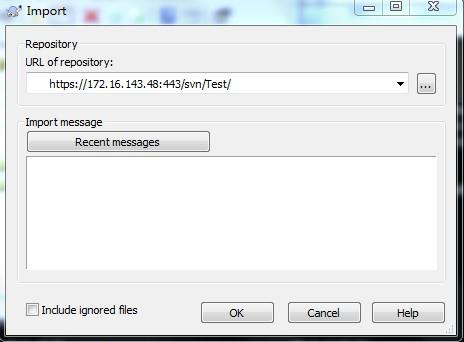 Import
Repository
URL of repository:
https://172.16.143.48:443/svn/Test/
...
Import message
Recent messages
Include ignored files
OK
Cancel
Help